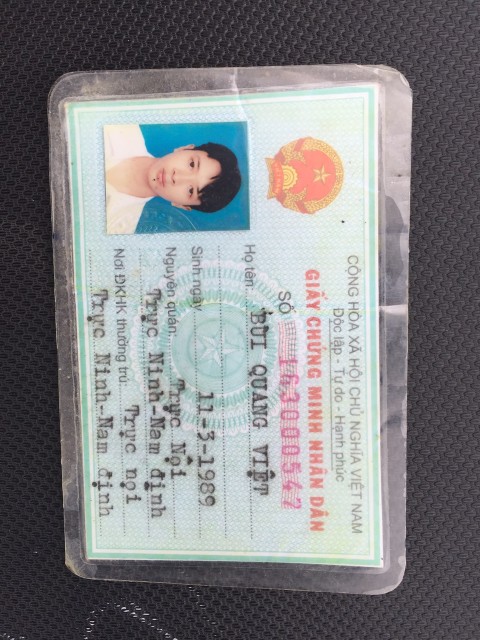 CỘNG HÒA XÃ HỘI CHỦ NGHĨA VIỆT NAM
Độc lập - Tự do - Hạnh phúc
GIẤY CHỨNG MINH NHÂN DÂN
SỐ 162000547
Họ tên: BÙI QUANG VIỆT
Sinh ngày 11-3-1989
Nguyên quán Trực Nội
Trực Ninh-Nam định
Nơi ĐKHK thường trú: Trực nội
Trực Ninh-Nam định